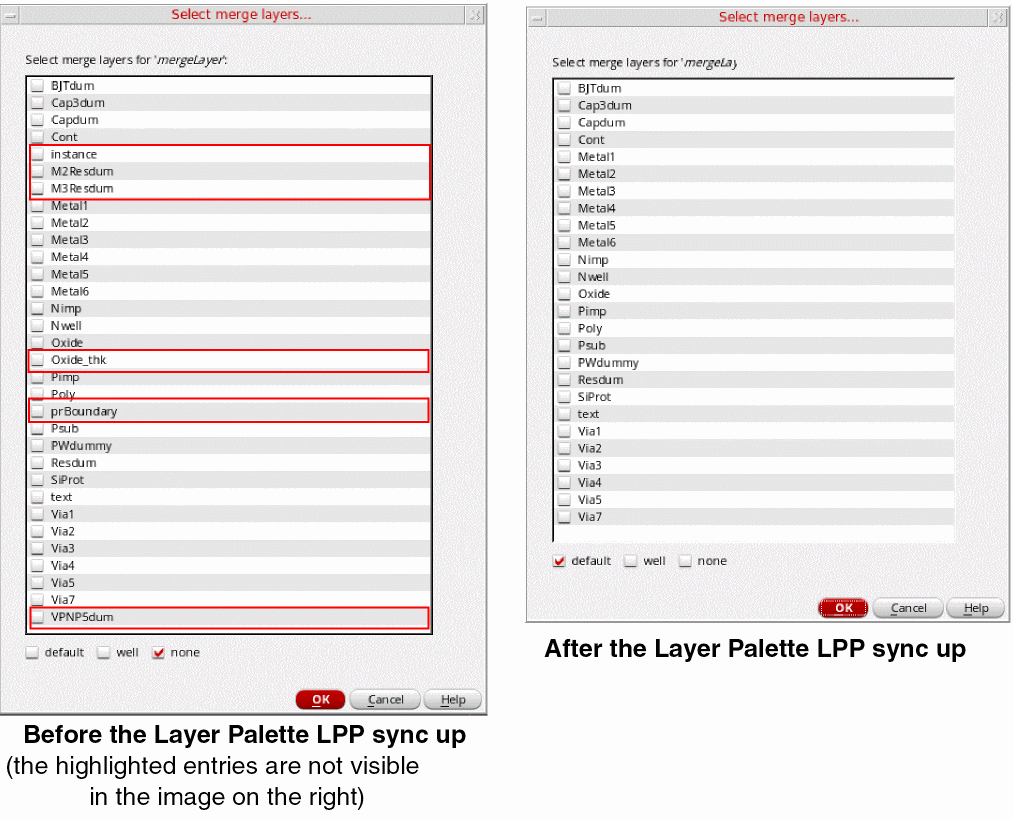 Select merge layers...
Select merge layers for 'mergeLayer':
BJTdum
Cap3dum
Capdum
Cont
instance
M2Resdum
M3Resdum
Metal1
Metal2
Metal3
Metal4
Metal5
Metal6
Nimp
Nwell
Oxide
Oxide_thk
Pimp
Poly
prBoundary
Psub
PWdummy
Resdum
SiProt
text
Via1
Via2
Via3
Via4
Via5
Via7
VPNP5dum
default well none
OK Cancel Help
Before the Layer Palette LPP sync up
(the highlighted entries are not visible
in the image on the right)
Select merge layers...
Select merge layers for 'mergeLay
BJTdum
Cap3dum
Capdum
Cont
Metal1
Metal2
Metal3
Metal4
Metal5
Metal6
Nimp
Nwell
Oxide
Pimp
Poly
Psub
PWdummy
Resdum
SiProt
text
Via1
Via2
Via3
Via4
Via5
Via7
default well none
OK Cancel Help
After the Layer Palette LPP sync up